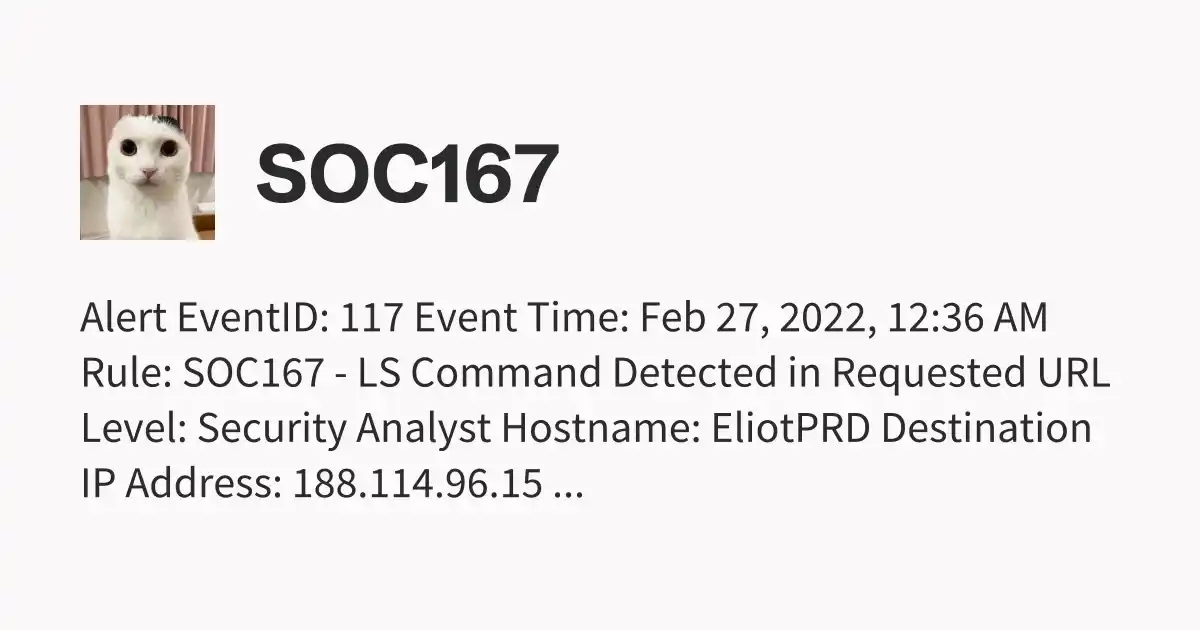 SOC167
Alert EventID: 117 Event Time: Feb 27, 2022, 12:36 AM
Rule: SOC167 - LS Command Detected in Requested URL
Level: Security Analyst Hostname: EliotPRD Destination
IP Address: 188.114.96.15 ...